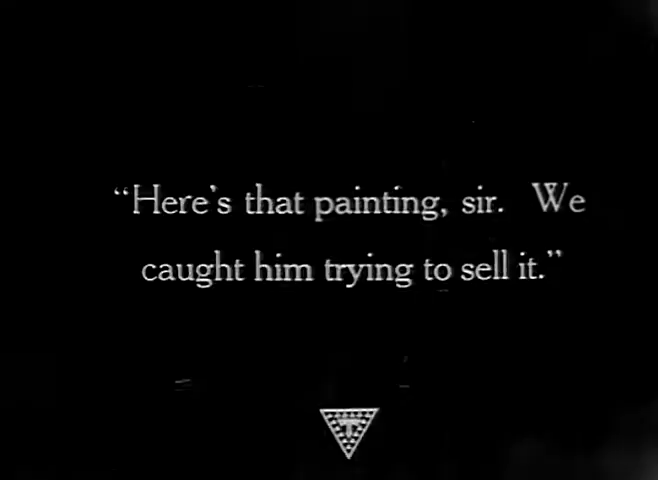 “Here's that painting, sir. We
caught him trying to sell it.”
T